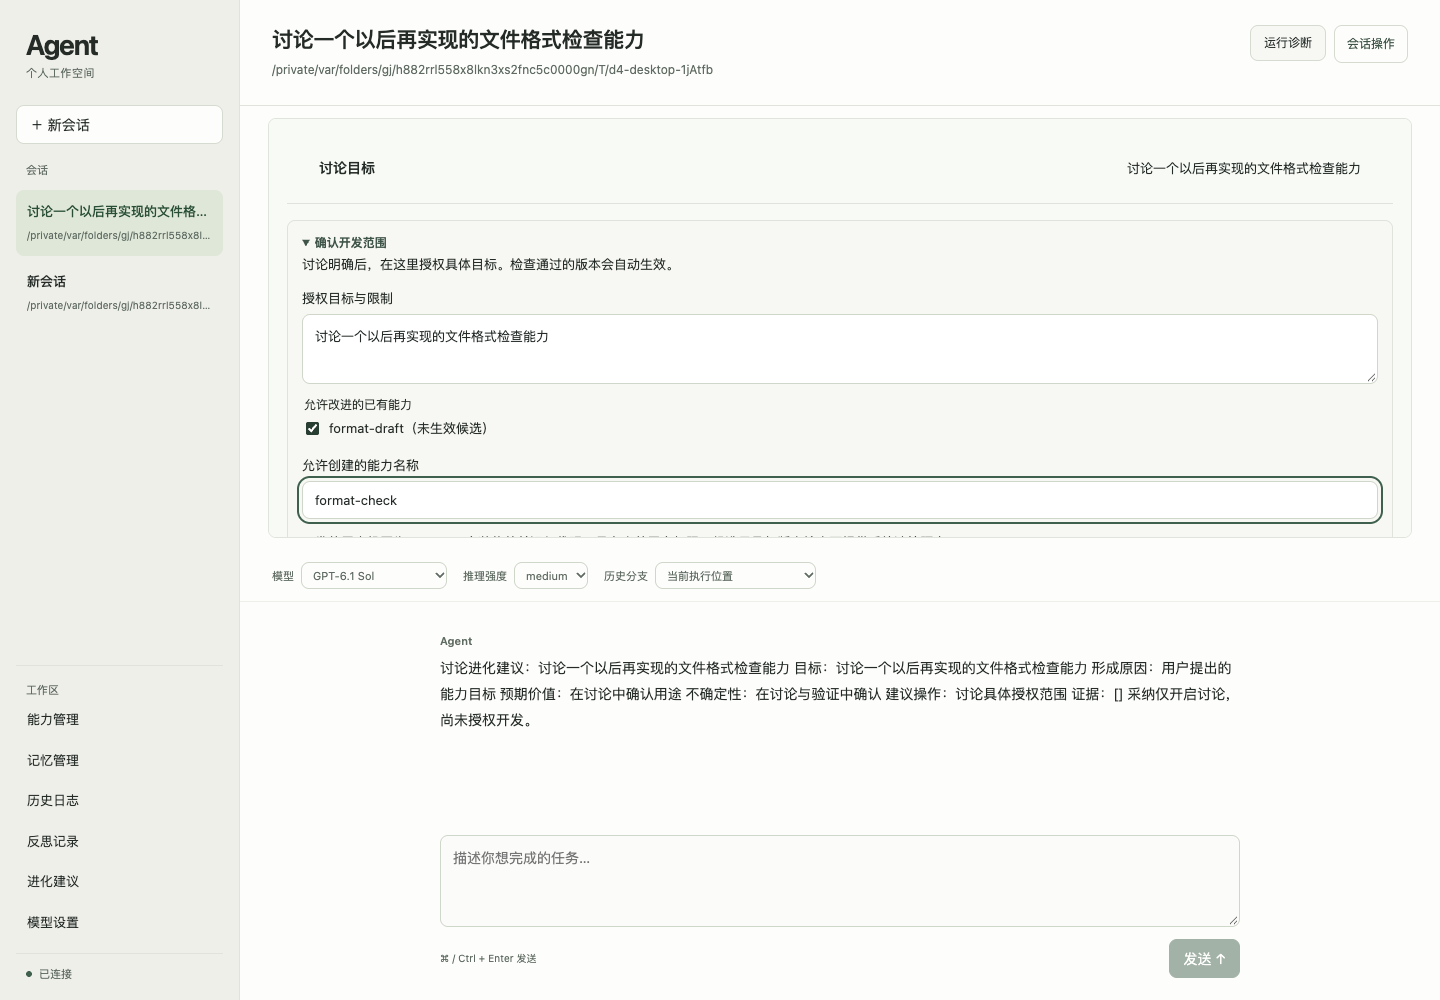 Agent
个人工作空间
+ 新会话
会话
讨论一个以后再实现的文件格...
/private/var/folders/gj/h882rrl558x8l...
新会话
/private/var/folders/gj/h882rrl558x8l...
工作区
能力管理
记忆管理
历史日志
反思记录
进化建议
模型设置
已连接
讨论一个以后再实现的文件格式检查能力
/private/var/folders/gj/h882rrl558x8lkn3xs2fnc5c0000gn/T/d4-desktop-1jAtfb
运行诊断
会话操作
讨论目标
讨论一个以后再实现的文件格式检查能力
▼ 确认开发范围
讨论明确后，在这里授权具体目标。检查通过的版本会自动生效。
授权目标与限制
讨论一个以后再实现的文件格式检查能力
允许改进的已有能力
format-draft（未生效候选）
允许创建的能力名称
format-check
模型
GPT-6.1 Sol
推理强度
medium
历史分支
当前执行位置
Agent
讨论进化建议：讨论一个以后再实现的文件格式检查能力 目标：讨论一个以后再实现的文件格式检查能力 形成原因：用户提出的
能力目标 预期价值：在讨论中确认用途 不确定性：在讨论与验证中确认 建议操作：讨论具体授权范围 证据：[] 采纳仅开启讨论，
尚未授权开发。
描述你想完成的任务...
⌘ / Ctrl + Enter 发送
发送 ↑